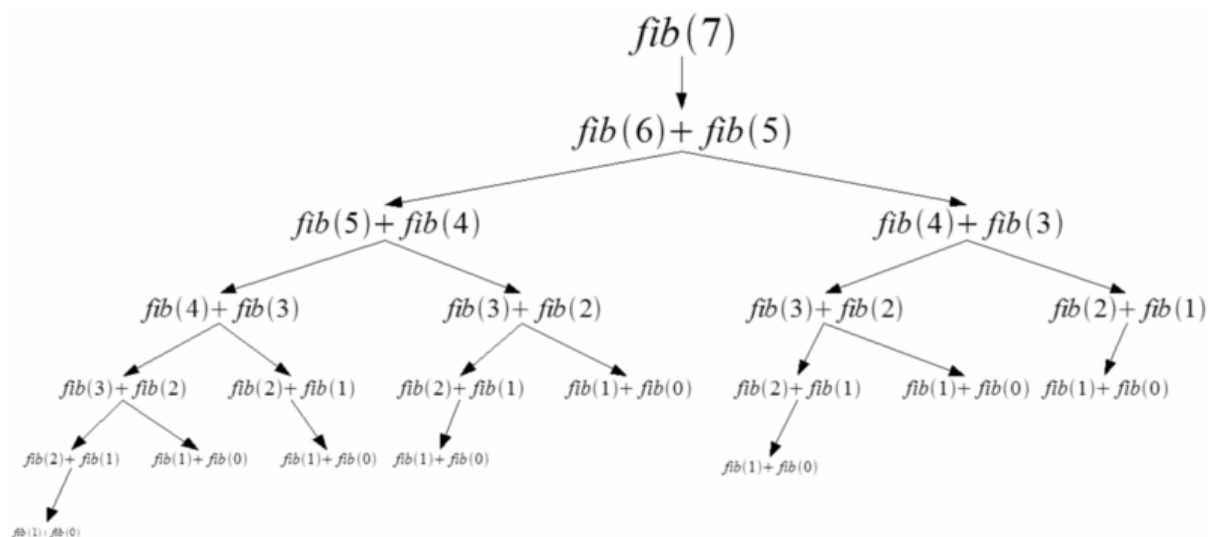 fib(7)
fib(6)+ fib(5)
fib(5)+ fib(4) fib(4)+ fib(3)
fib(4)+ fib(3) fib(3)+ fib(2) fib(3)+ fib(2) fib(2)+ fib(1)
fib(3)+ fib(2) fib(2)+ fib(1) fib(2)+ fib(1) fib(1)+ fib(0) fib(2)+ fib(1) fib(1)+ fib(0) fib(1)+ fib(0)
fib(2)+ fib(1) fib(1)+ fib(0) fib(1)+ fib(0) fib(1)+ fib(0) fib(1)+ fib(0)
fib(1)+ fib(0)